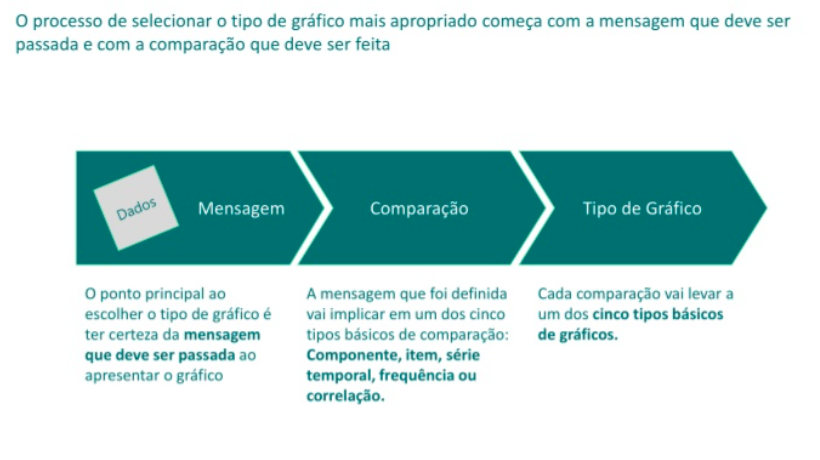 O processo de selecionar o tipo de gráfico mais apropriado começa com a mensagem que deve ser
passada e com a comparação que deve ser feita
Dados
Mensagem
Comparação
Tipo de Gráfico
O ponto principal ao
escolher o tipo de gráfico é
ter certeza da mensagem
que deve ser passada ao
apresentar o gráfico
A mensagem que foi definida
vai implicar em um dos cinco
tipos básicos de comparação:
Componente, item, série
temporal, frequência ou
correlação.
Cada comparação vai levar a
um dos cinco tipos básicos
de gráficos.